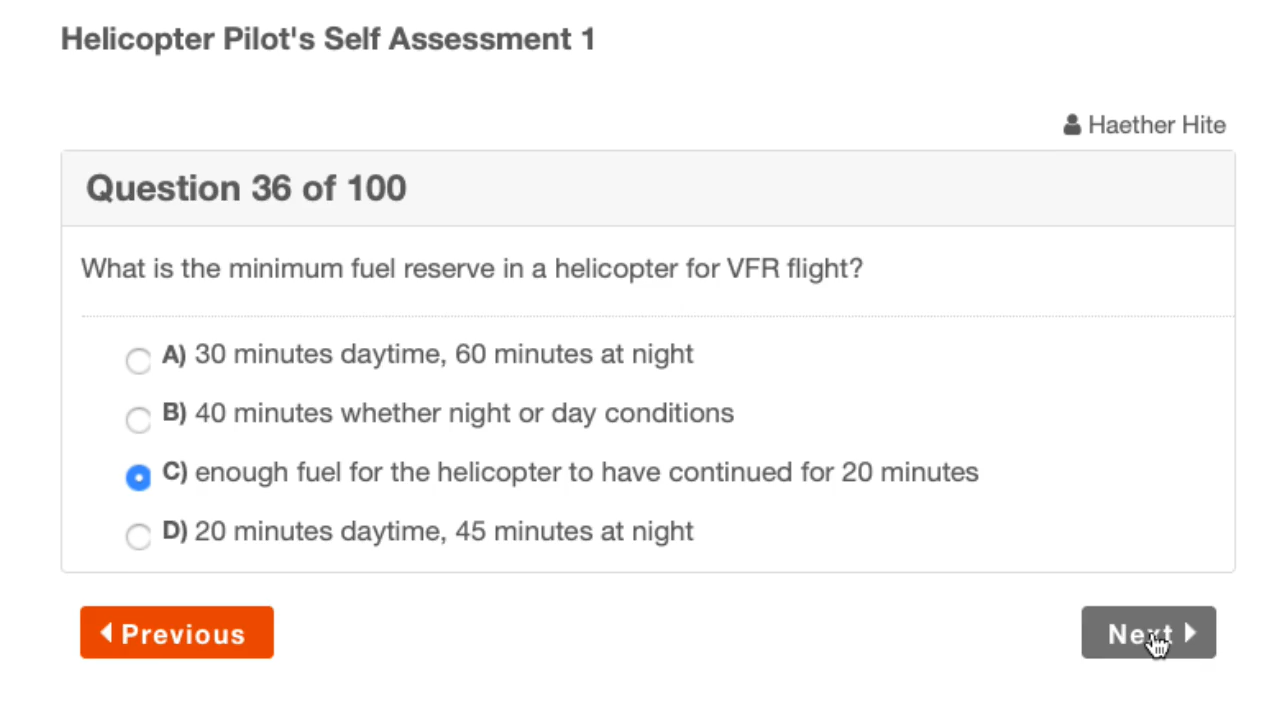 Helicopter Pilot's Self Assessment 1
Haether Hite
Question 36 of 100
What is the minimum fuel reserve in a helicopter for VFR flight?
A) 30 minutes daytime, 60 minutes at night
B) 40 minutes whether night or day conditions
C) enough fuel for the helicopter to have continued for 20 minutes
D) 20 minutes daytime, 45 minutes at night
Previous
Next